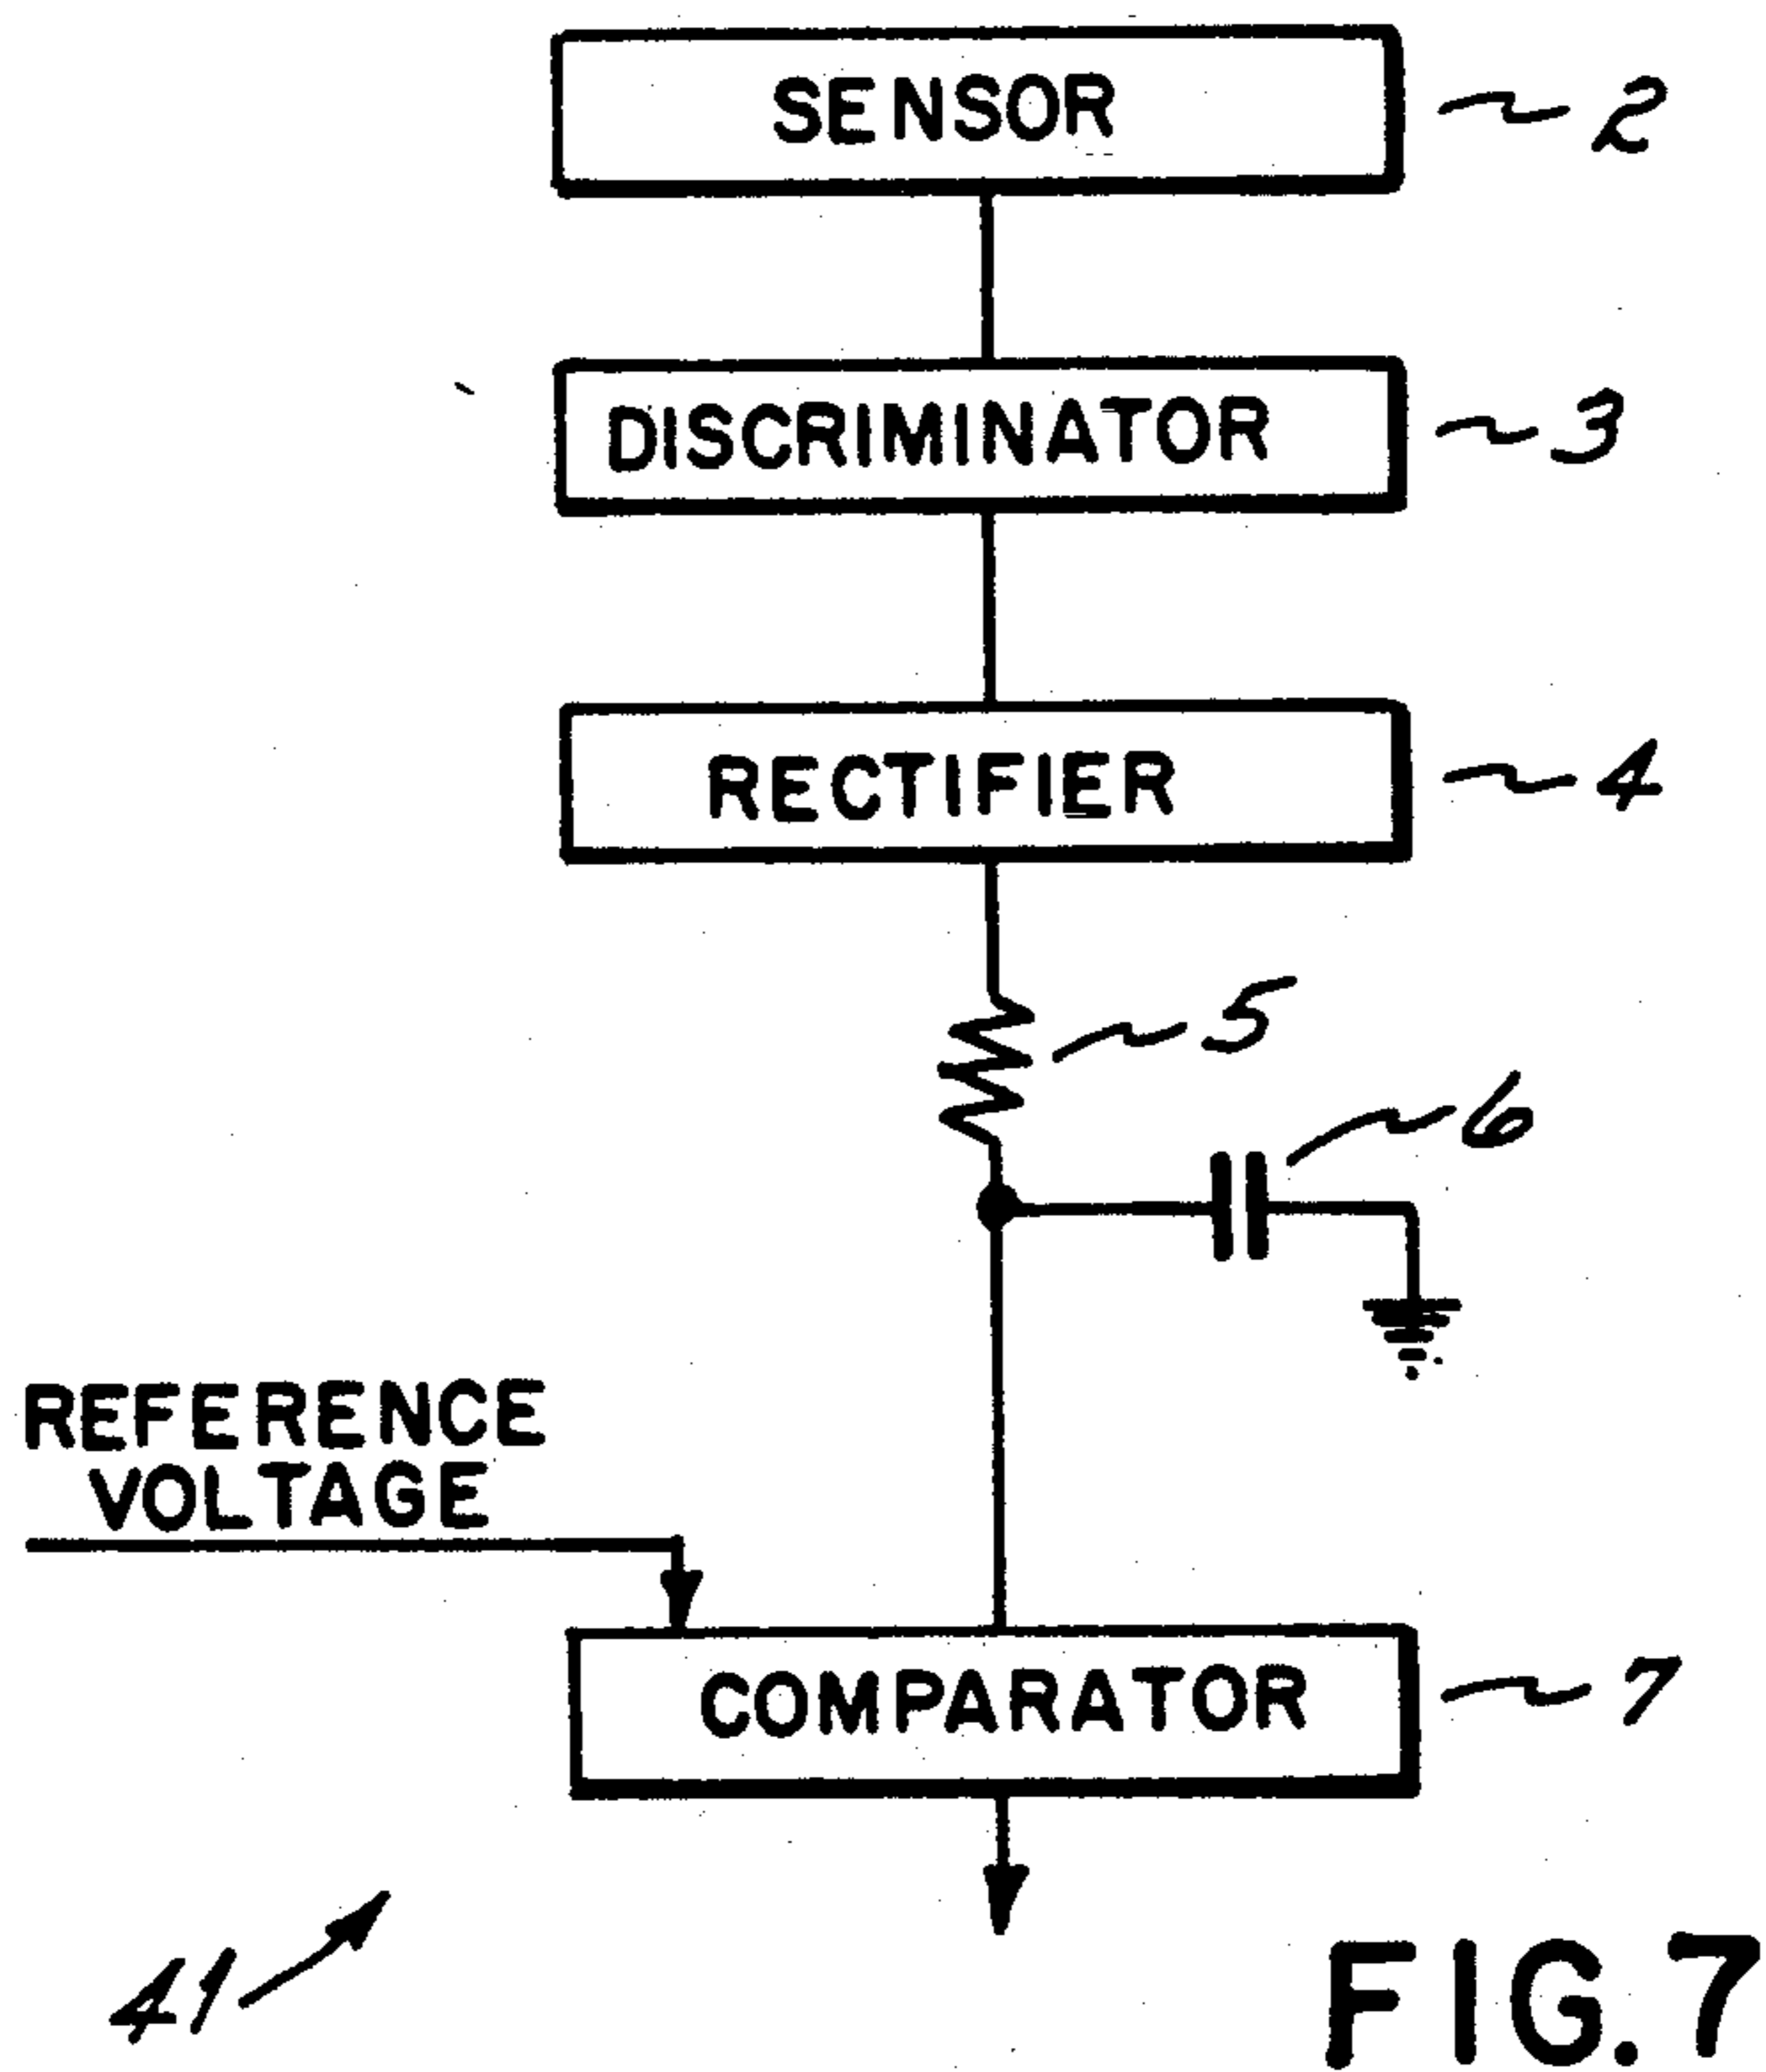 SENSOR 2
DISCRIMINATOR 3
RECTIFIER 4
5
6
REFERENCE
VOLTAGE
COMPARATOR 7
41
FIG.7